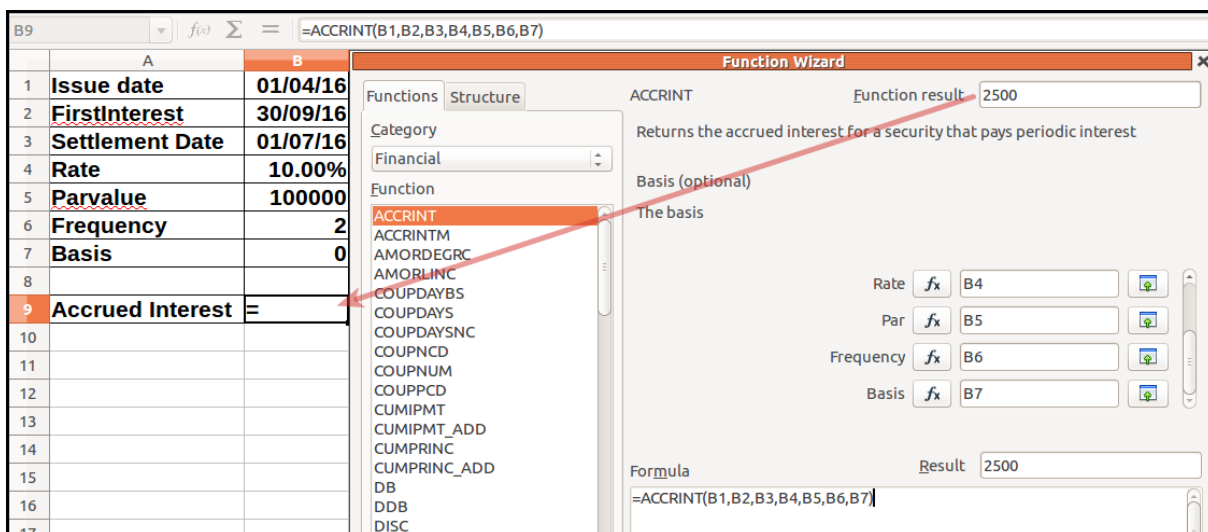 B9 f(x) Σ = =ACCRINT(B1,B2,B3,B4,B5,B6,B7)
A B
1 Issue date 01/04/16
2 FirstInterest 30/09/16
3 Settlement Date 01/07/16
4 Rate 10.00%
5 Parvalue 100000
6 Frequency 2
7 Basis 0
8
9 Accrued Interest =
10
11
12
13
14
15
16
17
Function Wizard
Functions Structure
Category
Financial
Function
ACCRINT
ACCRINTM
AMORDEGRC
AMORLINC
COUPDAYBS
COUPDAYS
COUPDAYSNC
COUPNCD
COUPNUM
COUPPCD
CUMIPMT
CUMIPMT_ADD
CUMPRINC
CUMPRINC_ADD
DB
DDB
DISC
ACCRINT Function result 2500
Returns the accrued interest for a security that pays periodic interest
Basis (optional)
The basis
Rate fx B4
Par fx B5
Frequency fx B6
Basis fx B7
Formula Result 2500
=ACCRINT(B1,B2,B3,B4,B5,B6,B7)